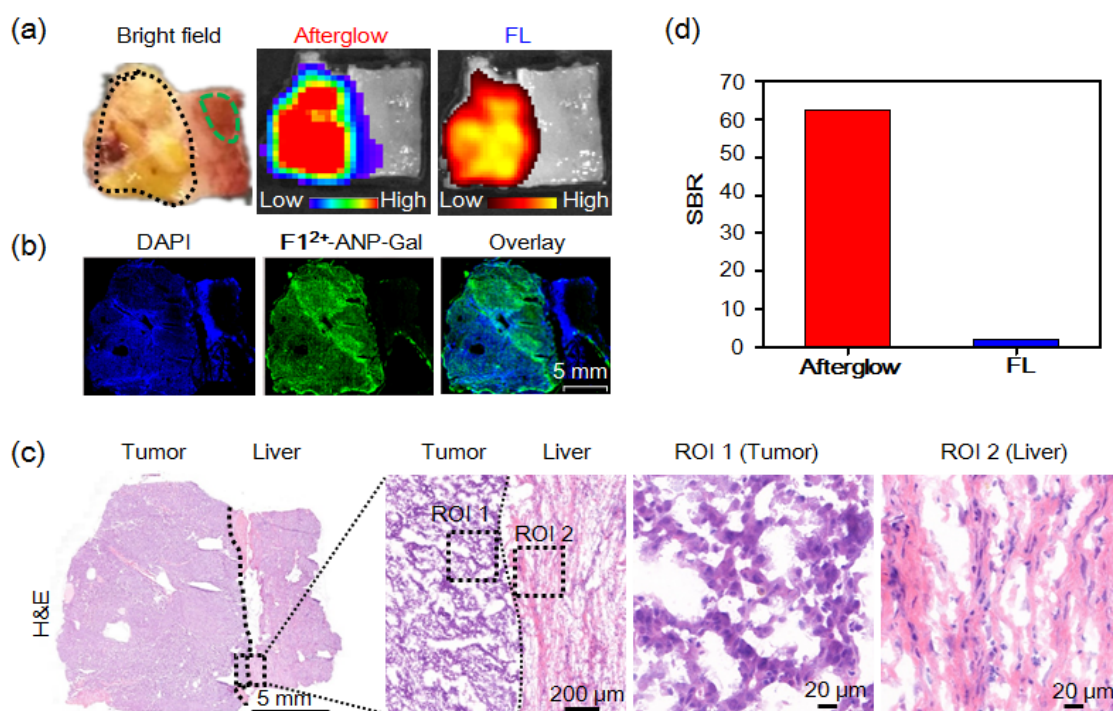 (a)
Bright field
Afterglow
FL
Low
High
Low
High
(b)
DAPI
F1²⁺-ANP-Gal
Overlay
5 mm
(d)
70
60
50
40
30
20
10
0
SBR
Afterglow
FL
(c)
Tumor
Liver
Tumor
Liver
ROI 1 (Tumor)
ROI 2 (Liver)
H&E
5 mm
ROI 1
ROI 2
200 µm
20 µm
20 µm